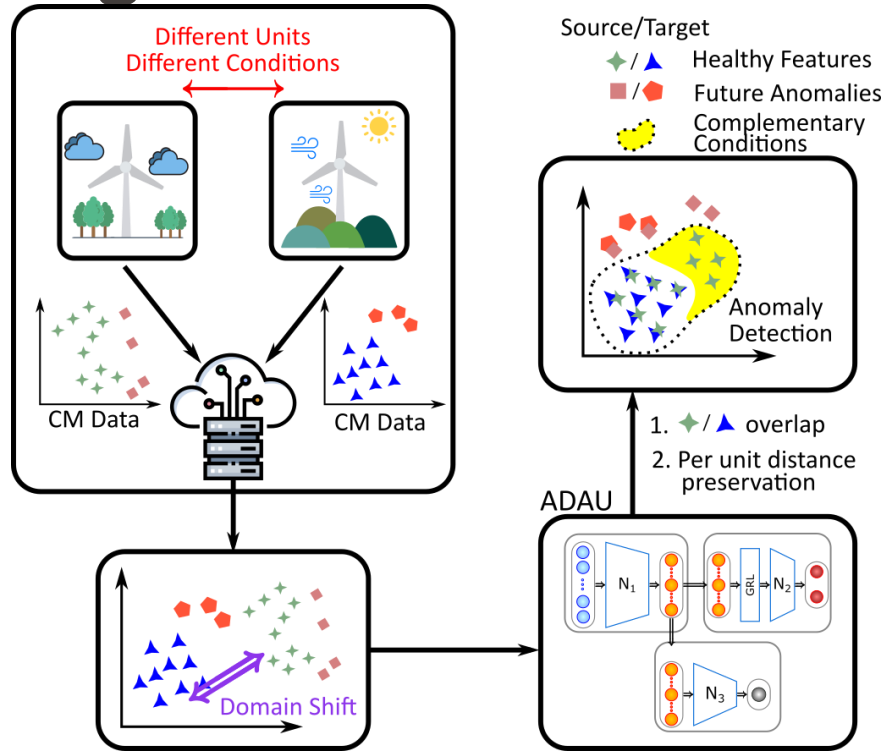 Different Units
Different Conditions
CM Data
CM Data
Domain Shift
Source/Target
/ Healthy Features
/ Future Anomalies
Complementary
Conditions
Anomaly
Detection
1. / overlap
2. Per unit distance
preservation
ADAU
N1
GRL
N2
N3